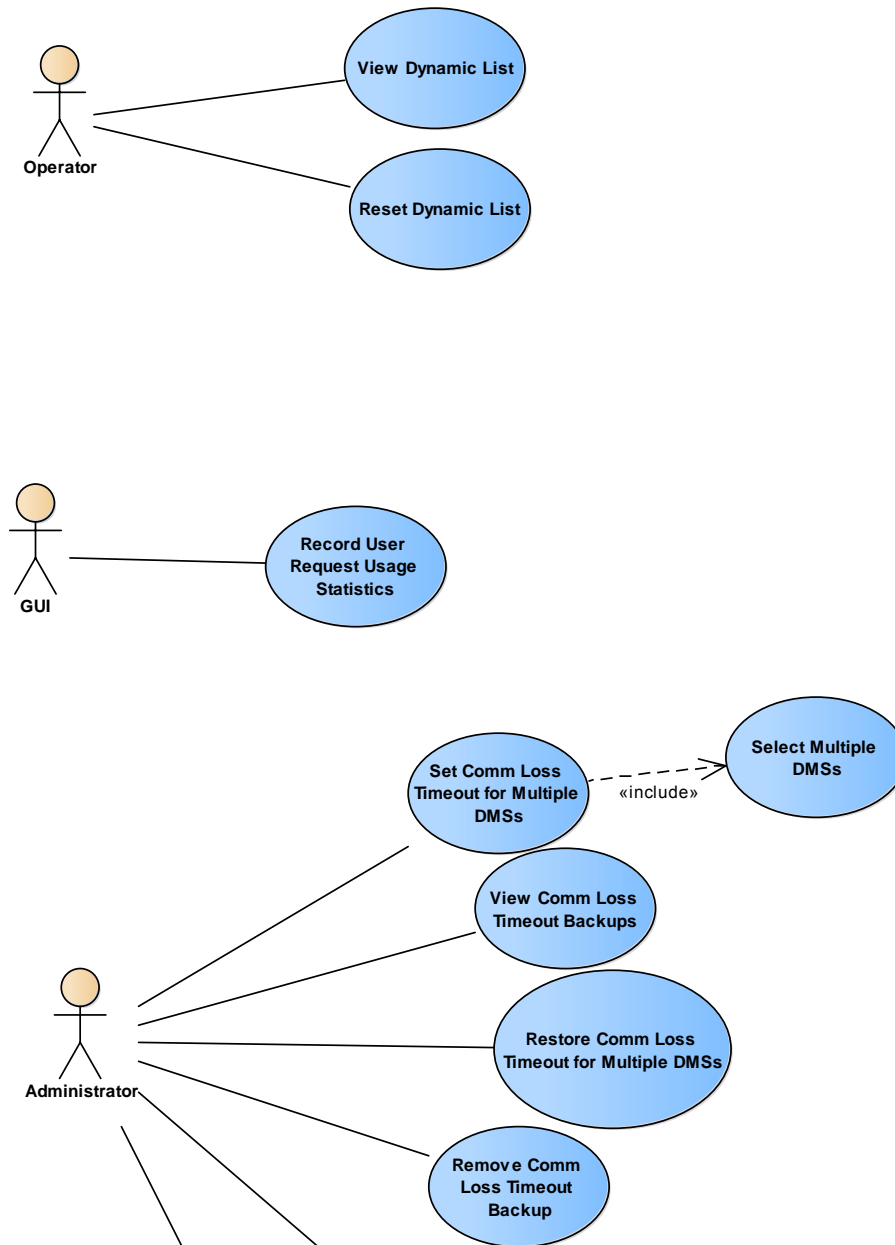 View Dynamic List
Operator
Reset Dynamic List
Record User
Request Usage
Statistics
GUI
Set Comm Loss
Timeout for Multiple
DMSs
«include»
Select Multiple
DMSs
View Comm Loss
Timeout Backups
Restore Comm Loss
Timeout for Multiple DMSs
Administrator
Remove Comm
Loss Timeout
Backup